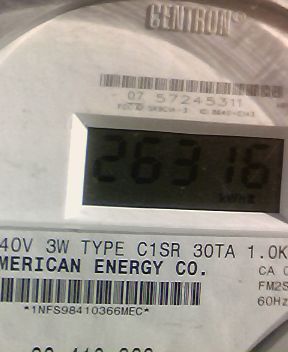 CENTRON®
07 57245311
26316
kWh
40V 3W TYPE C1SR 30TA 1.0K
MERICAN ENERGY CO.
CA
FM2S
60Hz
*1NFS98410366MEC*